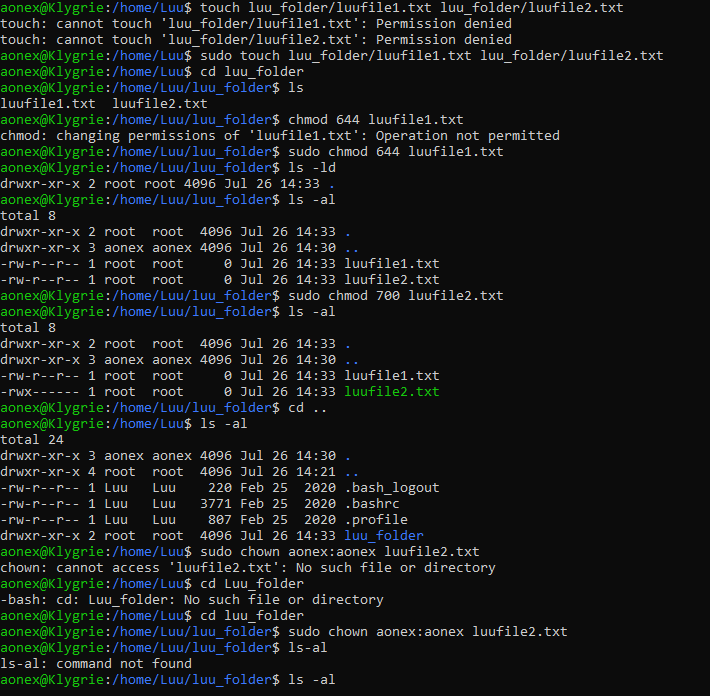 aonex@Klygrie:/home/Luu$ touch luu_folder/luufile1.txt luu_folder/luufile2.txt
touch: cannot touch 'luu_folder/luufile1.txt': Permission denied
touch: cannot touch 'luu_folder/luufile2.txt': Permission denied
aonex@Klygrie:/home/Luu$ sudo touch luu_folder/luufile1.txt luu_folder/luufile2.txt
aonex@Klygrie:/home/Luu$ cd luu_folder
aonex@Klygrie:/home/Luu/luu_folder$ ls
luufile1.txt  luufile2.txt
aonex@Klygrie:/home/Luu/luu_folder$ chmod 644 luufile1.txt
chmod: changing permissions of 'luufile1.txt': Operation not permitted
aonex@Klygrie:/home/Luu/luu_folder$ sudo chmod 644 luufile1.txt
aonex@Klygrie:/home/Luu/luu_folder$ ls -ld
drwxr-xr-x 2 root root 4096 Jul 26 14:33 .
aonex@Klygrie:/home/Luu/luu_folder$ ls -al
total 8
drwxr-xr-x 2 root  root  4096 Jul 26 14:33 .
drwxr-xr-x 3 aonex aonex 4096 Jul 26 14:30 ..
-rw-r--r-- 1 root  root     0 Jul 26 14:33 luufile1.txt
-rw-r--r-- 1 root  root     0 Jul 26 14:33 luufile2.txt
aonex@Klygrie:/home/Luu/luu_folder$ sudo chmod 700 luufile2.txt
aonex@Klygrie:/home/Luu/luu_folder$ ls -al
total 8
drwxr-xr-x 2 root  root  4096 Jul 26 14:33 .
drwxr-xr-x 3 aonex aonex 4096 Jul 26 14:30 ..
-rw-r--r-- 1 root  root     0 Jul 26 14:33 luufile1.txt
-rwx------ 1 root  root     0 Jul 26 14:33 luufile2.txt
aonex@Klygrie:/home/Luu/luu_folder$ cd ..
aonex@Klygrie:/home/Luu$ ls -al
total 24
drwxr-xr-x 3 aonex aonex 4096 Jul 26 14:30 .
drwxr-xr-x 4 root  root  4096 Jul 26 14:21 ..
-rw-r--r-- 1 Luu   Luu    220 Feb 25  2020 .bash_logout
-rw-r--r-- 1 Luu   Luu   3771 Feb 25  2020 .bashrc
-rw-r--r-- 1 Luu   Luu    807 Feb 25  2020 .profile
drwxr-xr-x 2 root  root  4096 Jul 26 14:33 luu_folder
aonex@Klygrie:/home/Luu$ sudo chown aonex:aonex luufile2.txt
chown: cannot access 'luufile2.txt': No such file or directory
aonex@Klygrie:/home/Luu$ cd Luu_folder
-bash: cd: Luu_folder: No such file or directory
aonex@Klygrie:/home/Luu$ cd luu_folder
aonex@Klygrie:/home/Luu/luu_folder$ sudo chown aonex:aonex luufile2.txt
aonex@Klygrie:/home/Luu/luu_folder$ ls-al
ls-al: command not found
aonex@Klygrie:/home/Luu/luu_folder$ ls -al